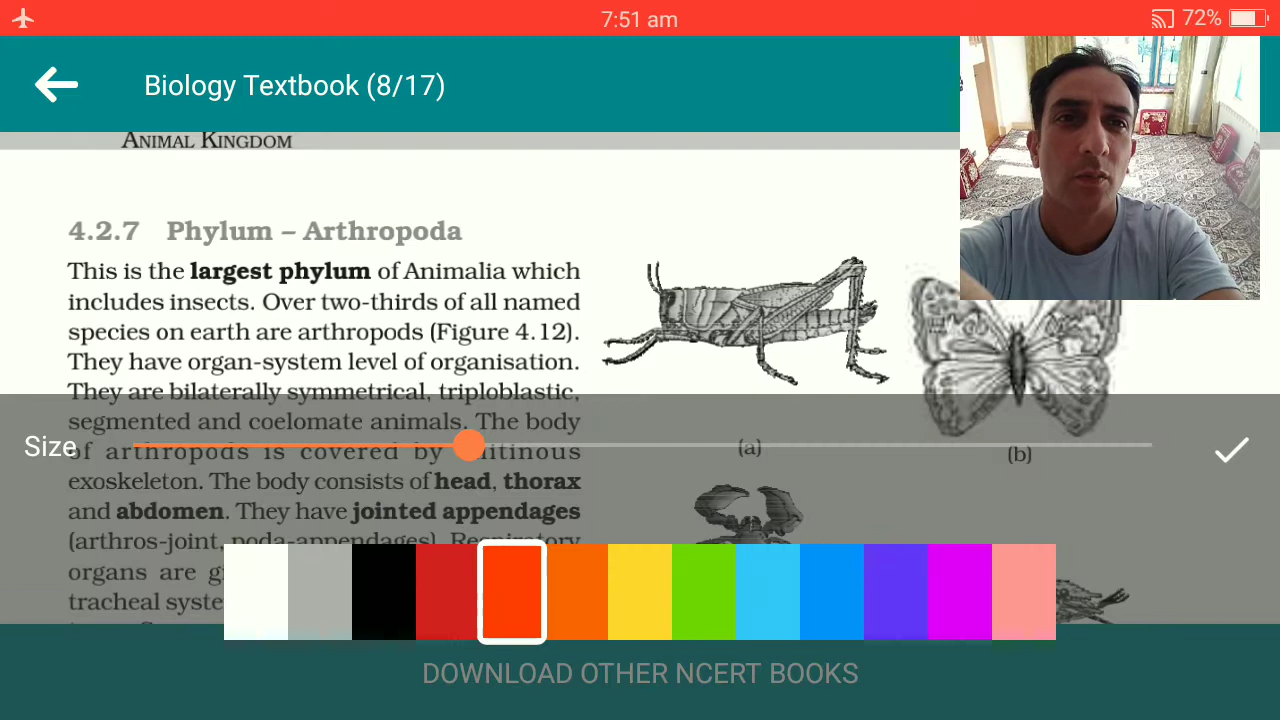 7:51 am
72%
Biology Textbook (8/17)
ANIMAL KINGDOM
4.2.7 Phylum – Arthropoda
This is the largest phylum of Animalia which
includes insects. Over two-thirds of all named
species on earth are arthropods (Figure 4.12).
They have organ-system level of organisation.
They are bilaterally symmetrical, triploblastic,
segmented and coelomate animals. The body
of arthropods is covered by
exoskeleton. The body consists of head, thorax
and abdomen. They have jointed appendages
(arthros-joint, poda-appendages). Respiratory
organs are
tracheal
(a)
(b)
Size
DOWNLOAD OTHER NCERT BOOKS